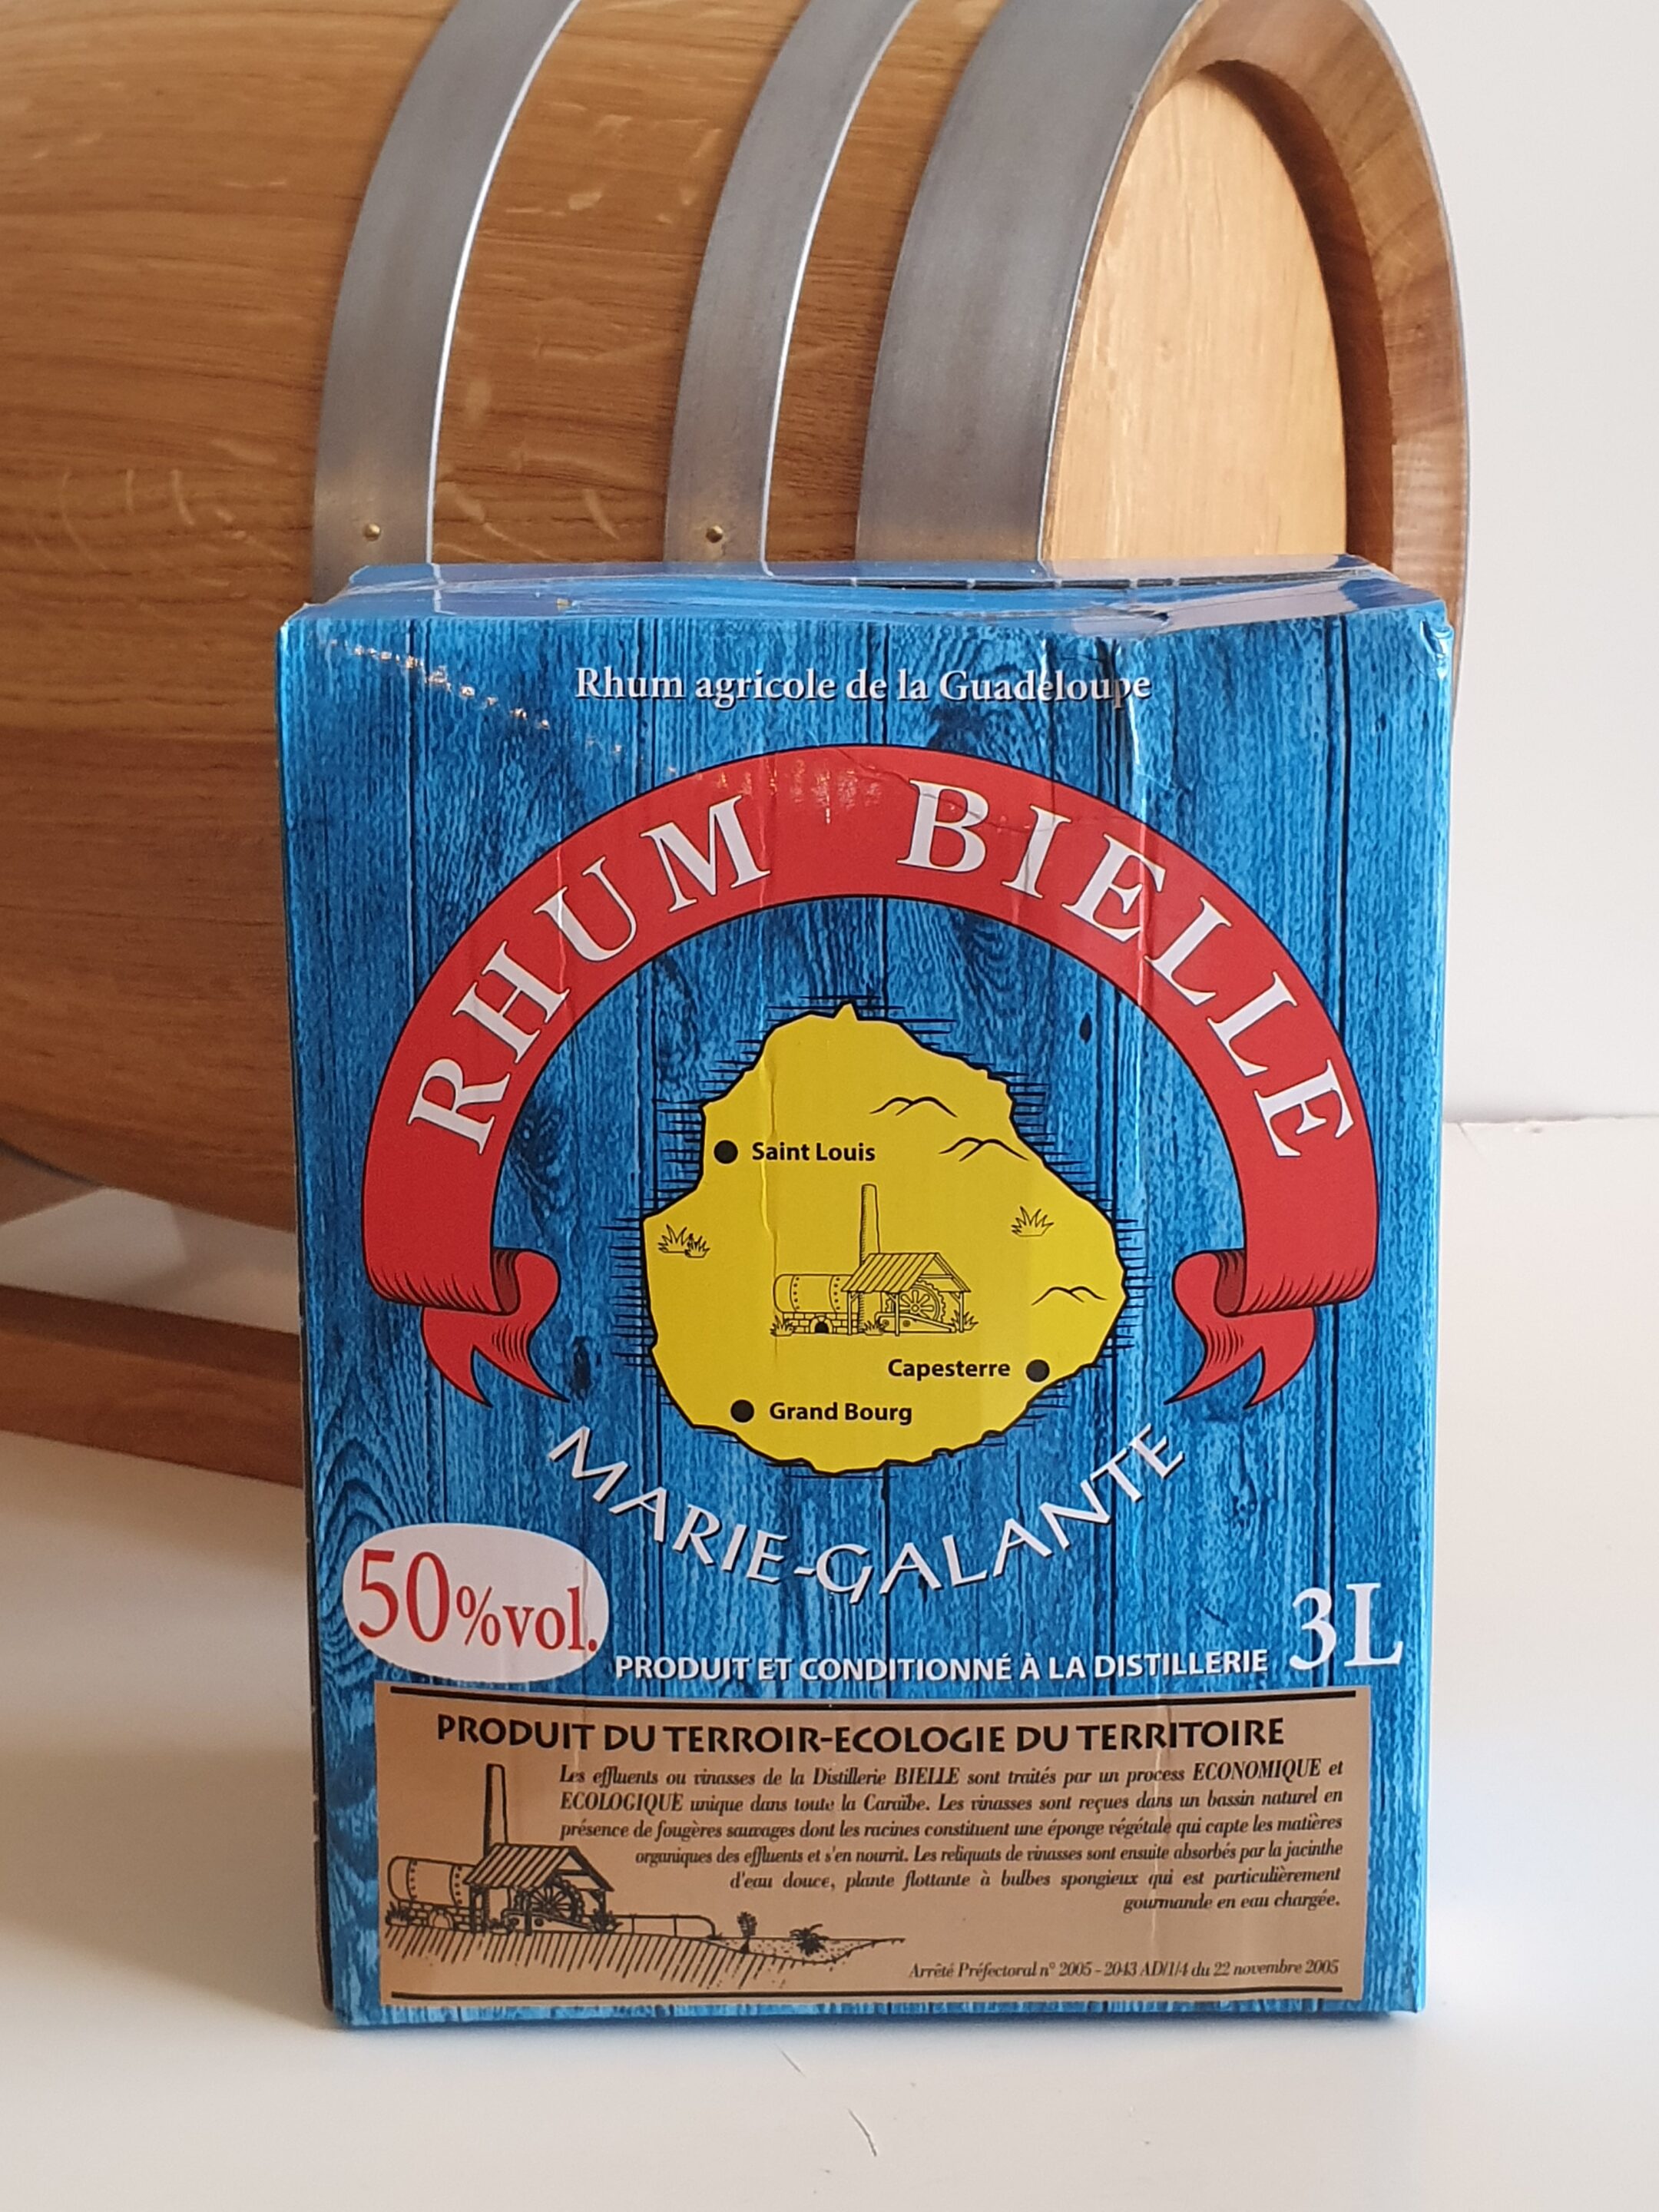 Rhum agricole de la Guadeloupe
RHUM BIELLE
Saint Louis
Capesterre
Grand Bourg
MARIE-GALANTE
50%vol.
PRODUIT ET CONDITIONNÉ À LA DISTILLERIE
3L
PRODUIT DU TERROIR-ECOLOGIE DU TERRITOIRE
Les effluents ou vinasses de la Distillerie BIELLE sont traités par un process ECONOMIQUE et
ECOLOGIQUE unique dans toute la Caraïbe. Les vinasses sont reçues dans un bassin naturel en
présence de fougères sauvages dont les racines constituent une éponge végétale qui capte les matières
organiques des effluents et s'en nourrit. Les reliquats de vinasses sont ensuite absorbés par la jacinthe
d'eau douce, plante flottante à bulbes spongieux qui est particulièrement
gourmande en eau chargée.
Arrêté Préfectoral n° 2005 - 2043 AD/1/4 du 22 novembre 2005